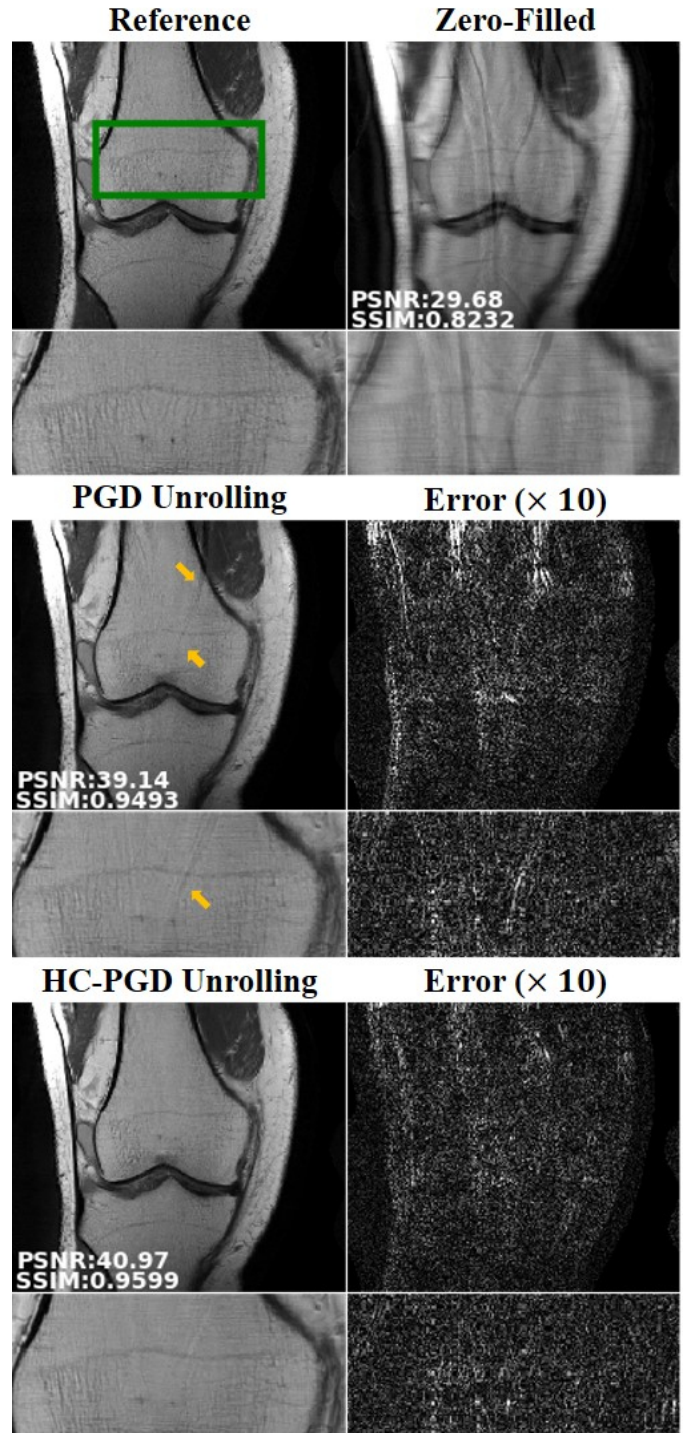 Reference
Zero-Filled
PSNR:29.68
SSIM:0.8232
PGD Unrolling
Error (× 10)
PSNR:39.14
SSIM:0.9493
HC-PGD Unrolling
Error (× 10)
PSNR:40.97
SSIM:0.9599